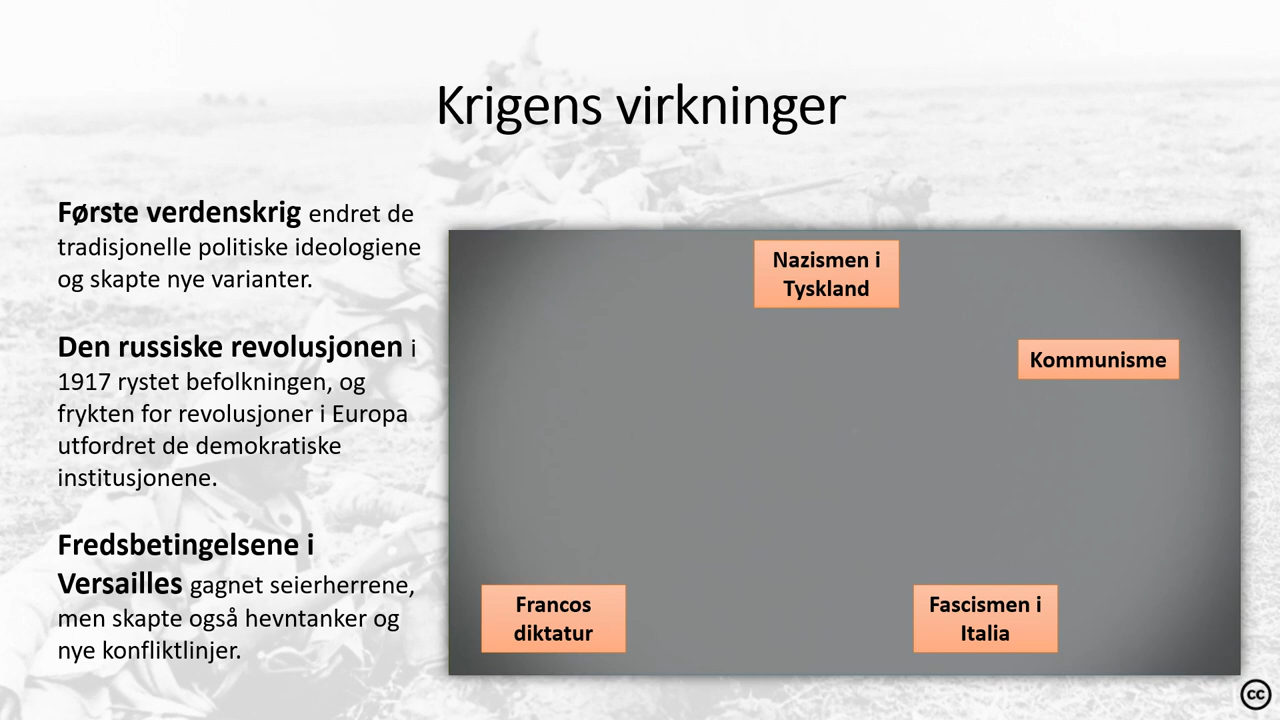 Krigens virkninger
Første verdenskrig endret de
tradisjonelle politiske ideologiene
og skapte nye varianter.
Den russiske revolusjonen i
1917 rystet befolkningen, og
frykten for revolusjoner i Europa
utfordret de demokratiske
institusjonene.
Fredsbetingelsene i
Versailles gagnet seierherrene,
men skapte også hevntanker og
nye konfliktlinjer.
Nazismen i
Tyskland
Kommunisme
Francos
diktatur
Fascismen i
Italia
cc